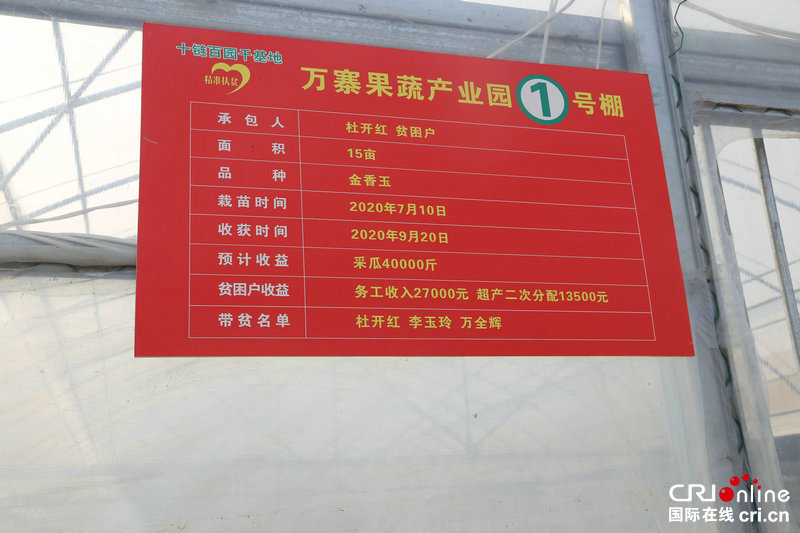 十链百园千基地
精准扶贫
万寨果蔬产业园1号棚
承包人 杜开红 贫困户
面积 15亩
品种 金香玉
栽苗时间 2020年7月10日
收获时间 2020年9月20日
预计收益 采瓜40000斤
贫困户收益 务工收入27000元 超产二次分配13500元
带贫名单 杜开红 李玉玲 万全辉
CRIonline
国际在线 cri.cn